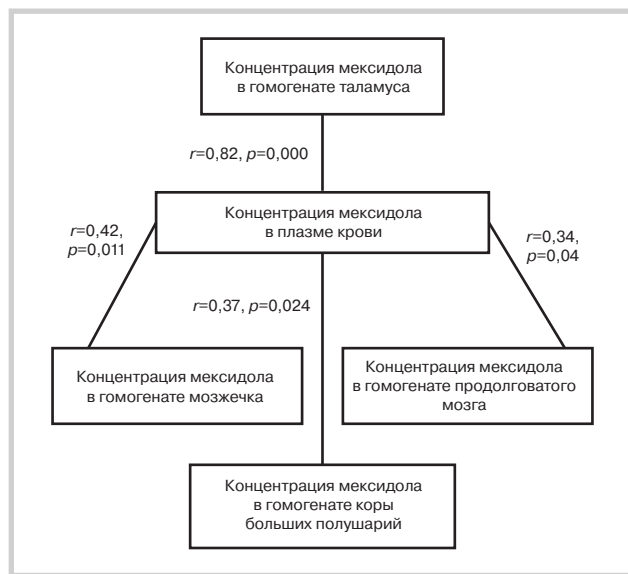 Концентрация мексидола
в гомогенате таламуса
r=0,82, p=0,000
Концентрация мексидола
в плазме крови
r=0,42,
p=0,011
r=0,34,
p=0,04
r=0,37, p=0,024
Концентрация мексидола
в гомогенате мозжечка
Концентрация мексидола
в гомогенате продолговатого
мозга
Концентрация мексидола
в гомогенате коры
больших полушарий